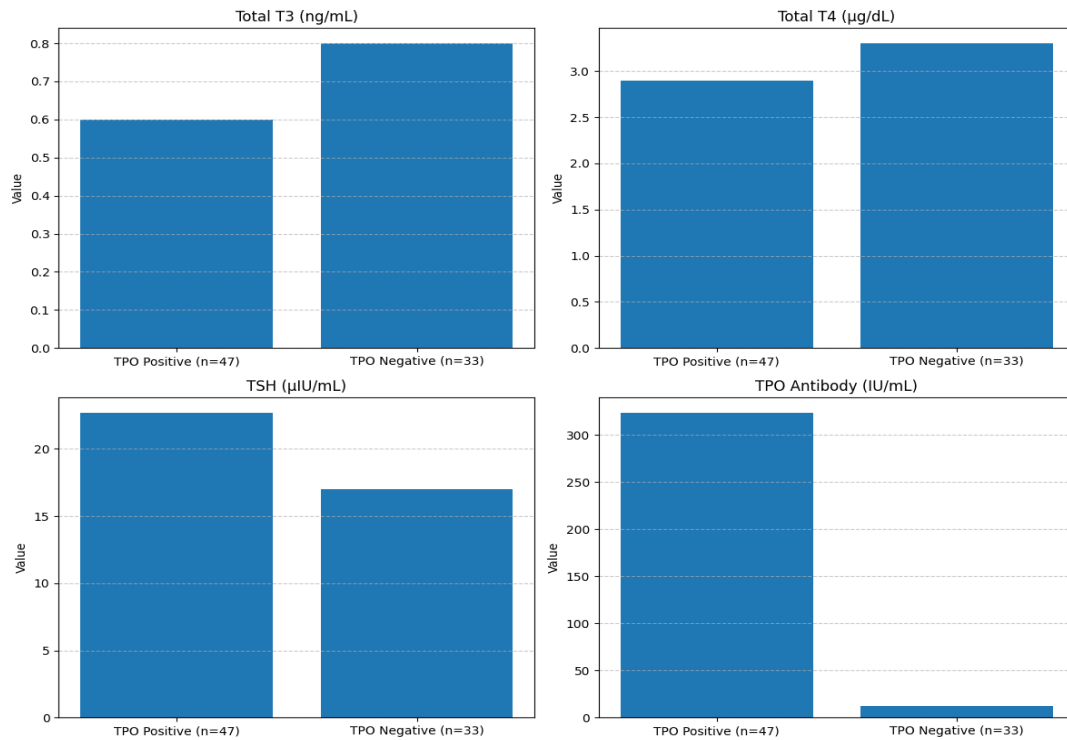 Total T3 (ng/mL)
Value
0.8
0.7
0.6
0.5
0.4
0.3
0.2
0.1
0.0
TPO Positive (n=47) TPO Negative (n=33)
Total T4 (µg/dL)
Value
3.0
2.5
2.0
1.5
1.0
0.5
0.0
TPO Positive (n=47) TPO Negative (n=33)
TSH (µIU/mL)
Value
20
15
10
5
0
TPO Positive (n=47) TPO Negative (n=33)
TPO Antibody (IU/mL)
Value
300
250
200
150
100
50
0
TPO Positive (n=47) TPO Negative (n=33)